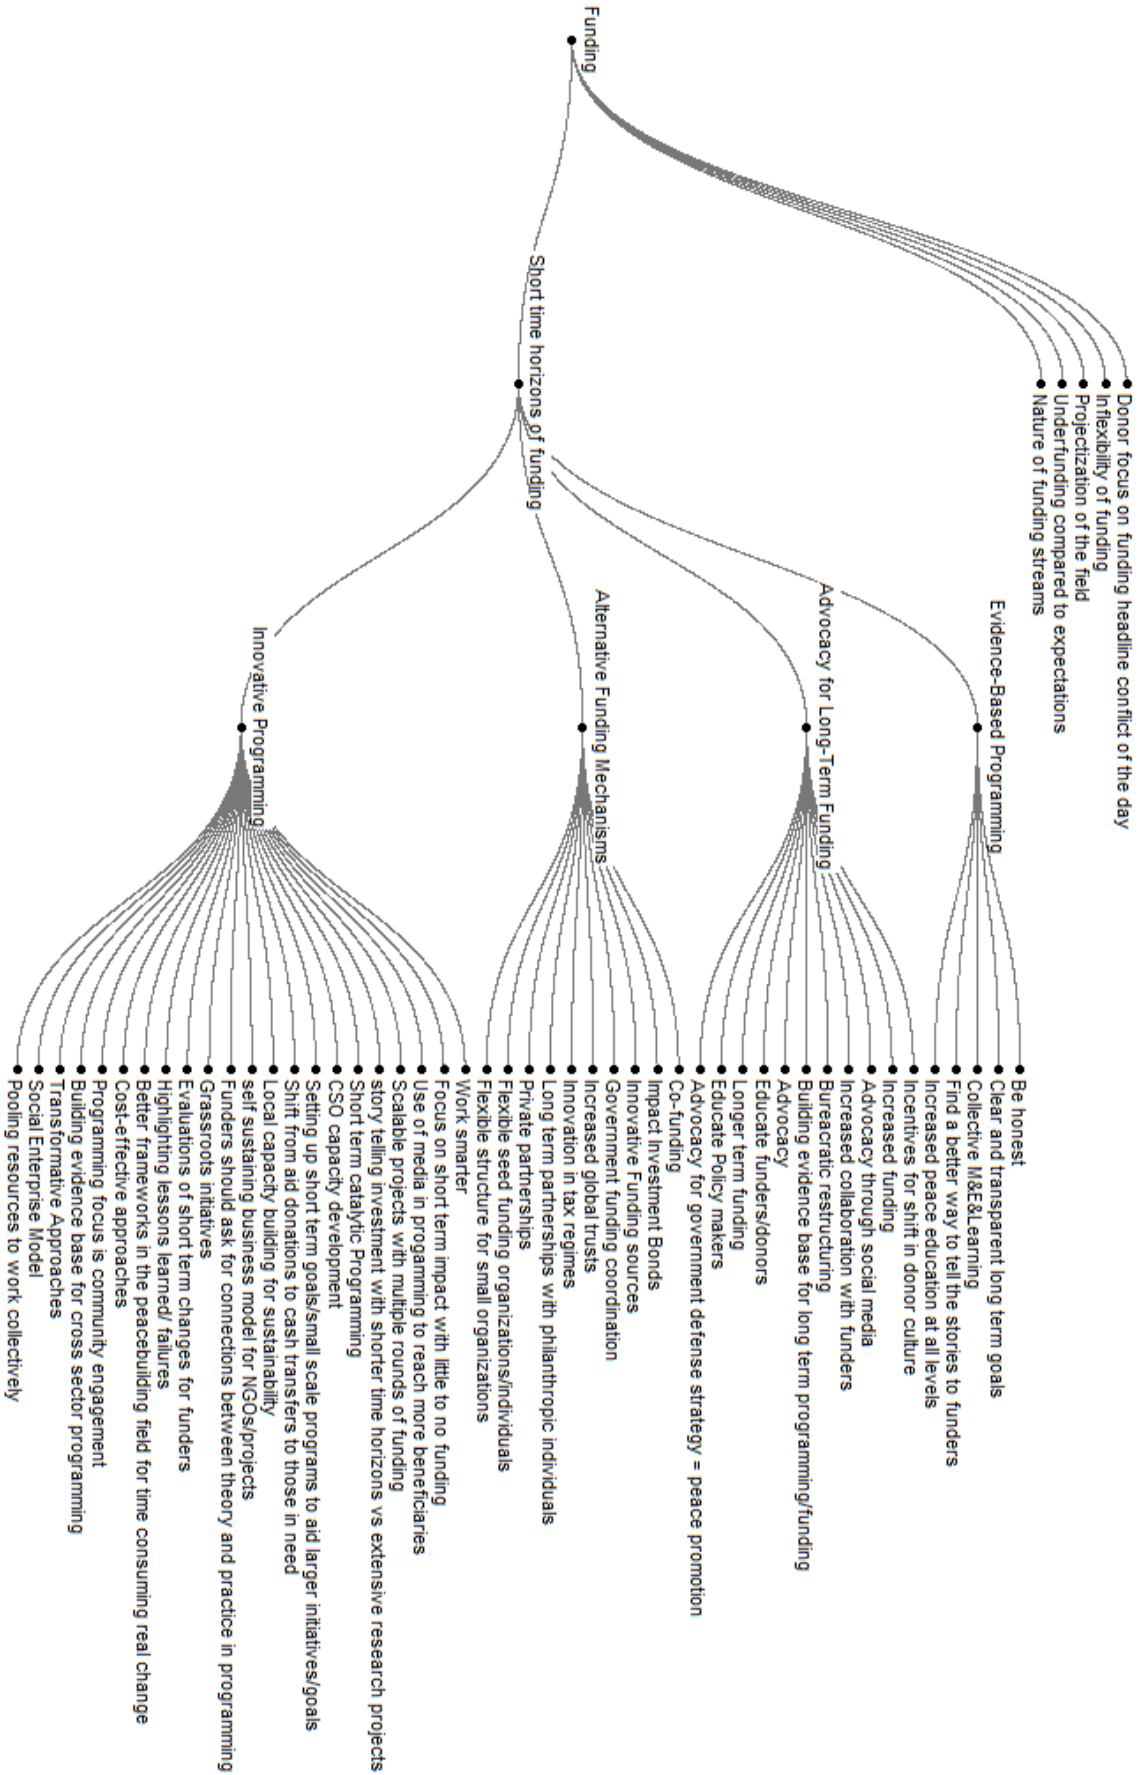 Funding
Donor focus on funding headline conflict of the day
Inflexibility of funding
Projectization of the field
Underfunding compared to expectations
Nature of funding streams
Short time horizons of funding
Evidence-Based Programming
Be honest
Clear and transparent long term goals
Collective M&E&Learning
Find a better way to tell the stories to funders
Increased peace education at all levels
Advocacy for Long-Term Funding
Incentives for shift in donor culture
Increased funding
Advocacy through social media
Increased collaboration with funders
Bureacratic restructuring
Building evidence base for long term programming/funding
Advocacy
Educate funders/donors
Longer term funding
Educate Policy makers
Advocacy for government defense strategy = peace promotion
Alternative Funding Mechanisms
Co-funding
Impact Investment Bonds
Innovative Funding sources
Government funding coordination
Increased global trusts
Innovation in tax regimes
Long term partnerships with philanthropic individuals
Private partnerships
Flexible seed funding organizations/individuals
Flexible structure for small organizations
Innovative Programming
Work smarter
Focus on short term impact with little to no funding
Use of media in progamming to reach more beneficiaries
Scalable projects with multiple rounds of funding
story telling investment with shorter time horizons vs extensive research projects
Short term catalytic Programming
CSO capacity development
Setting up short term goals/small scale programs to aid larger initiatives/goals
Shift from aid donations to cash transfers to those in need
Local capacity building for sustainability
self sustaining business model for NGOs/projects
Funders should ask for connections between theory and practice in programming
Grassroots initiatives
Evaluations of short term changes for funders
Highlighting lessons learned/ failures
Better frameworks in the peacebuilding field for time consuming real change
Cost-effective approaches
Programming focus is community engagement
Building evidence base for cross sector programming
Transformative Approaches
Social Enterprise Model
Pooling resources to work collectively